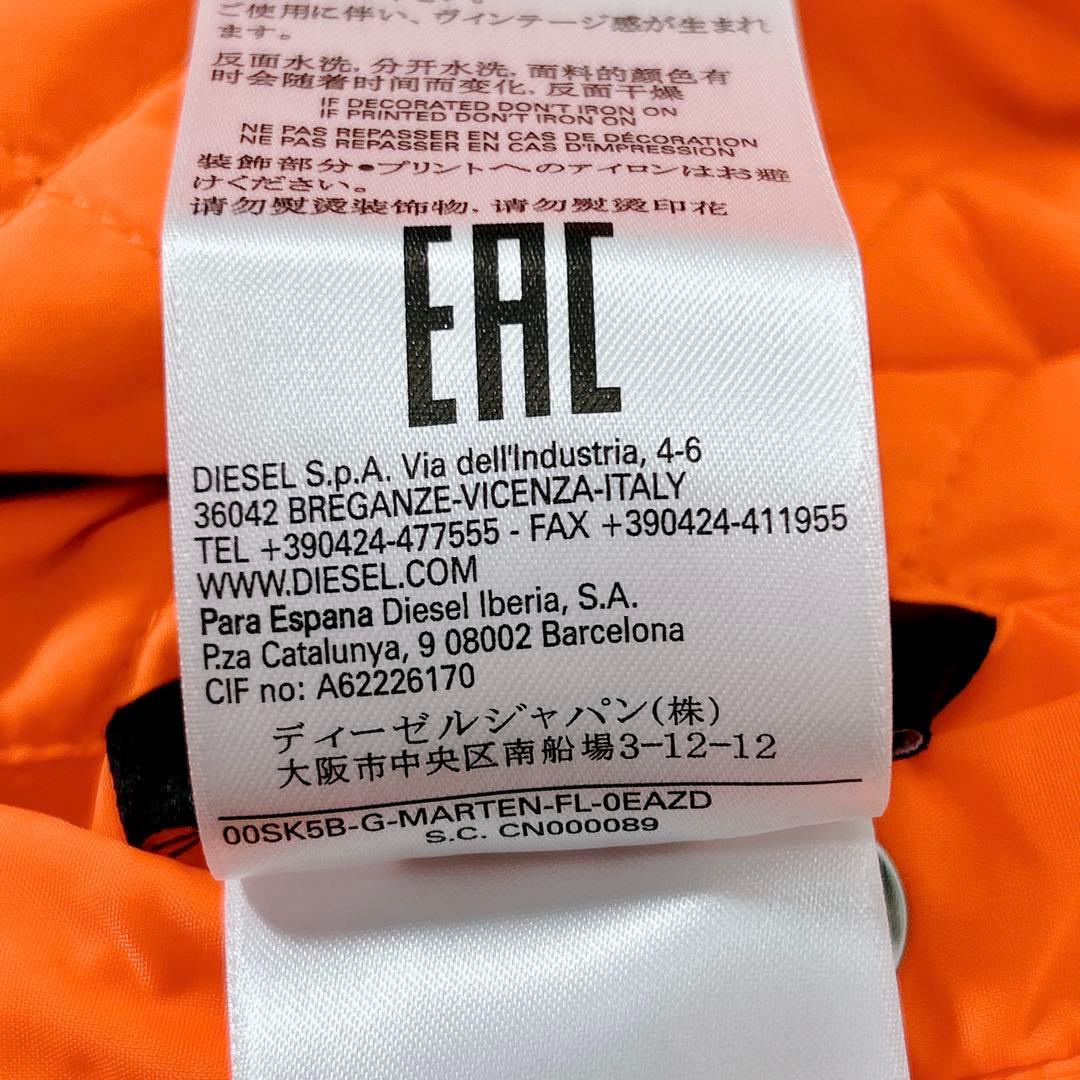 ご使用に伴い、ヴィンテージ感が生まれ
ます。
反面水洗, 分开水洗, 面料的颜色有
时会随着时间而变化, 反面干燥
IF DECORATED DON'T IRON ON
IF PRINTED DON'T IRON ON
NE PAS REPASSER EN CAS DE DÉCORATION
NE PAS REPASSER EN CAS D'IMPRESSION
装飾部分•プリントへのアイロンはお避
けください。
请勿熨烫装饰物, 请勿熨烫印花
EAC
DIESEL S.p.A. Via dell'Industria, 4-6
36042 BREGANZE-VICENZA-ITALY
TEL +390424-477555 - FAX +390424-411955
WWW.DIESEL.COM
Para Espana Diesel Iberia, S.A.
P.za Catalunya, 9 08002 Barcelona
CIF no: A62226170
ディーゼルジャパン(株)
大阪市中央区南船場3-12-12
00SK5B-G-MARTEN-FL-0EAZD
S.C. CN000089